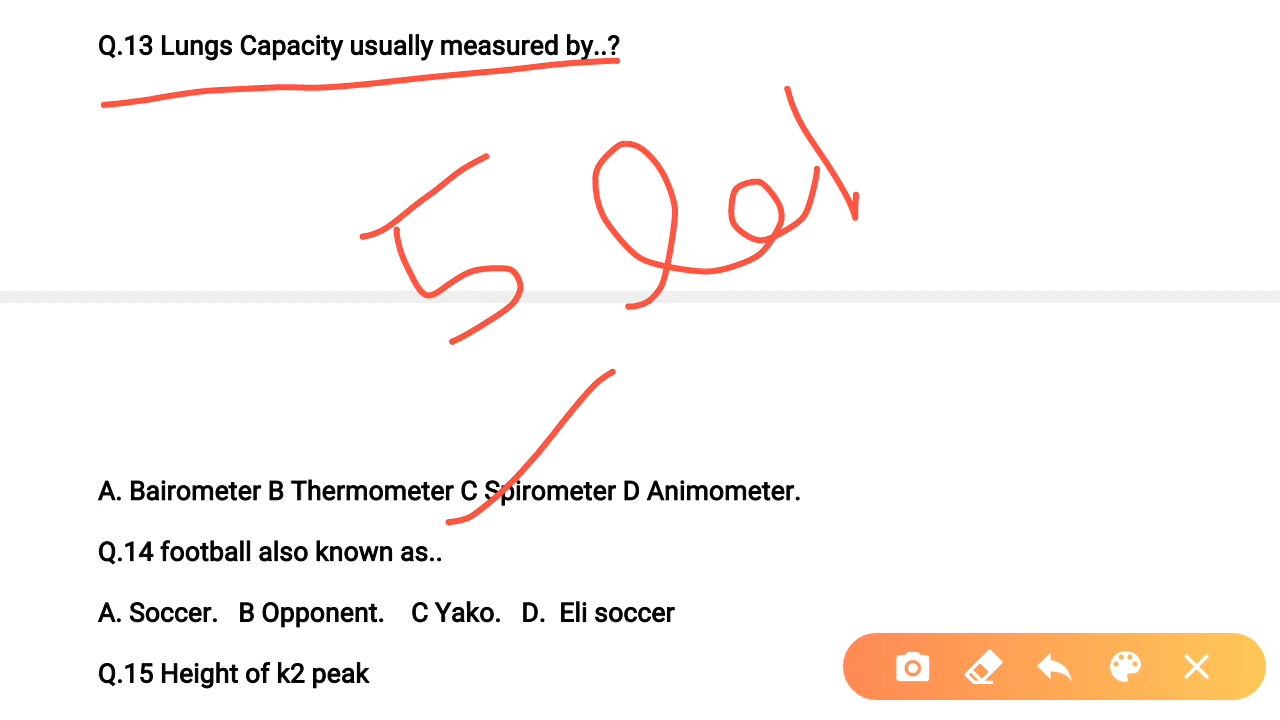 Q.13 Lungs Capacity usually measured by..?
A. Bairometer B Thermometer C Spirometer D Animometer.
Q.14 football also known as..
A. Soccer. B Opponent. C Yako. D. Eli soccer
Q.15 Height of k2 peak